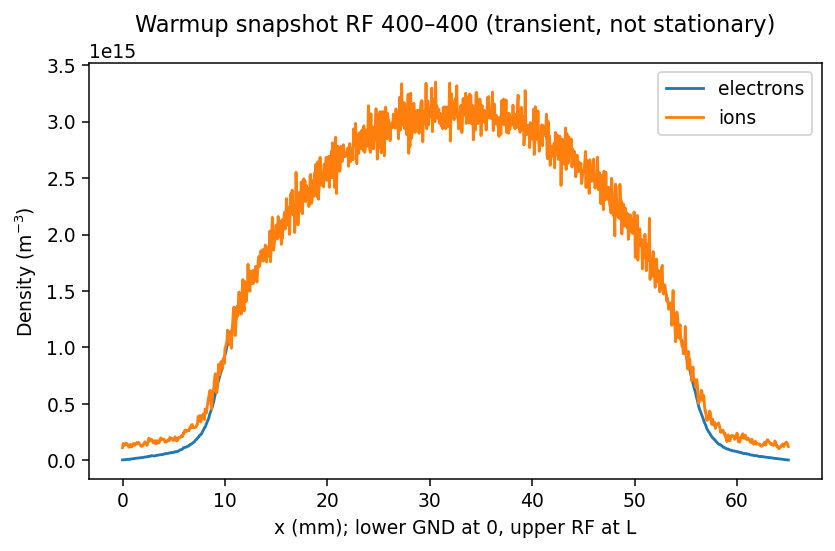 Warmup snapshot RF 400–400 (transient, not stationary)
1e15
3.5
3.0
2.5
2.0
1.5
1.0
0.5
0.0
Density (m⁻³)
electrons
ions
0 10 20 30 40 50 60
x (mm); lower GND at 0, upper RF at L